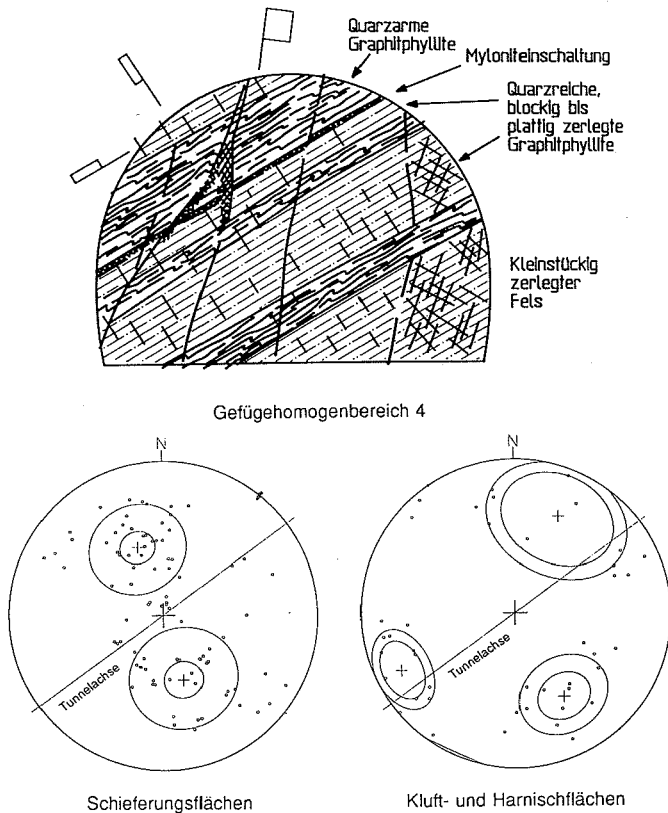 Quarzarme
Graphitphyllite
Myloniteinschaltung
Quarzreiche,
blockig bis
plattig zerlegte
Graphitphyllite
Kleinstückig
zerlegter
Fels
Gefügehomogenbereich 4
N
Tunnelachse
Schieferungsflächen
N
Tunnelachse
Kluft- und Harnischflächen